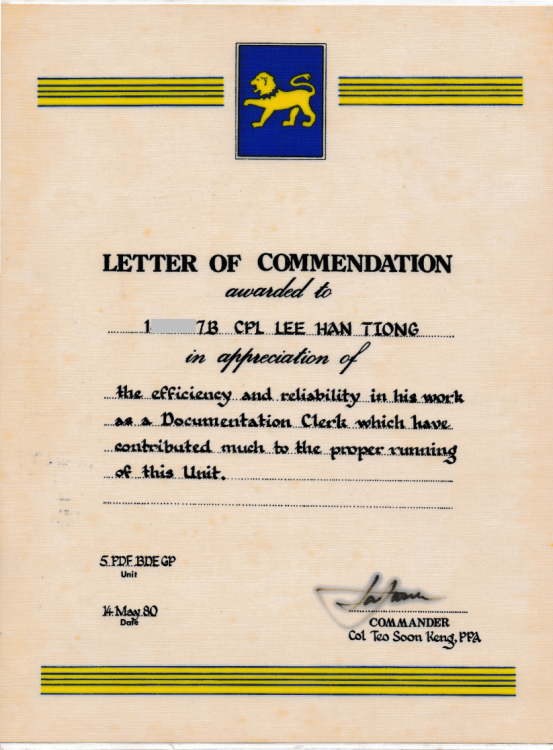 LETTER OF COMMENDATION
awarded to
1 7B CPL LEE HAN TIONG
in appreciation of
the efficiency and reliability in his work
as a Documentation Clerk which have
contributed much to the proper running
of this Unit.
5 PDF BDE GP
Unit
14 May 80
Date
COMMANDER
Col Teo Soon Keng, PPA